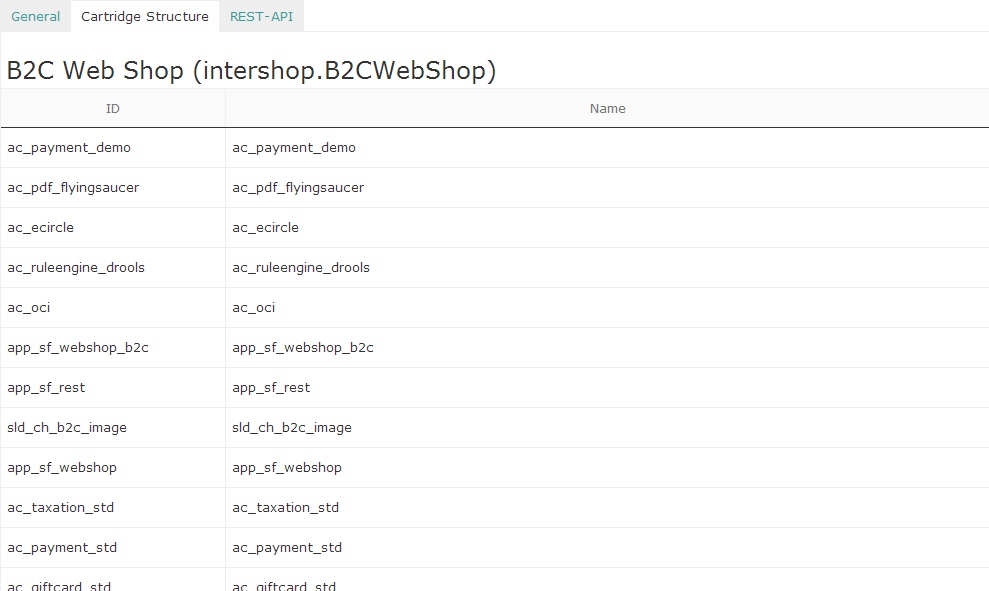 General Cartridge Structure REST-API
B2C Web Shop (intershop.B2CWebShop)
ID Name
ac_payment_demo ac_payment_demo
ac_pdf_flyingsaucer ac_pdf_flyingsaucer
ac_ecircle ac_ecircle
ac_ruleengine_drools ac_ruleengine_drools
ac_oci ac_oci
app_sf_webshop_b2c app_sf_webshop_b2c
app_sf_rest app_sf_rest
sld_ch_b2c_image sld_ch_b2c_image
app_sf_webshop app_sf_webshop
ac_taxation_std ac_taxation_std
ac_payment_std ac_payment_std
ac_giftcard_std ac_giftcard_std